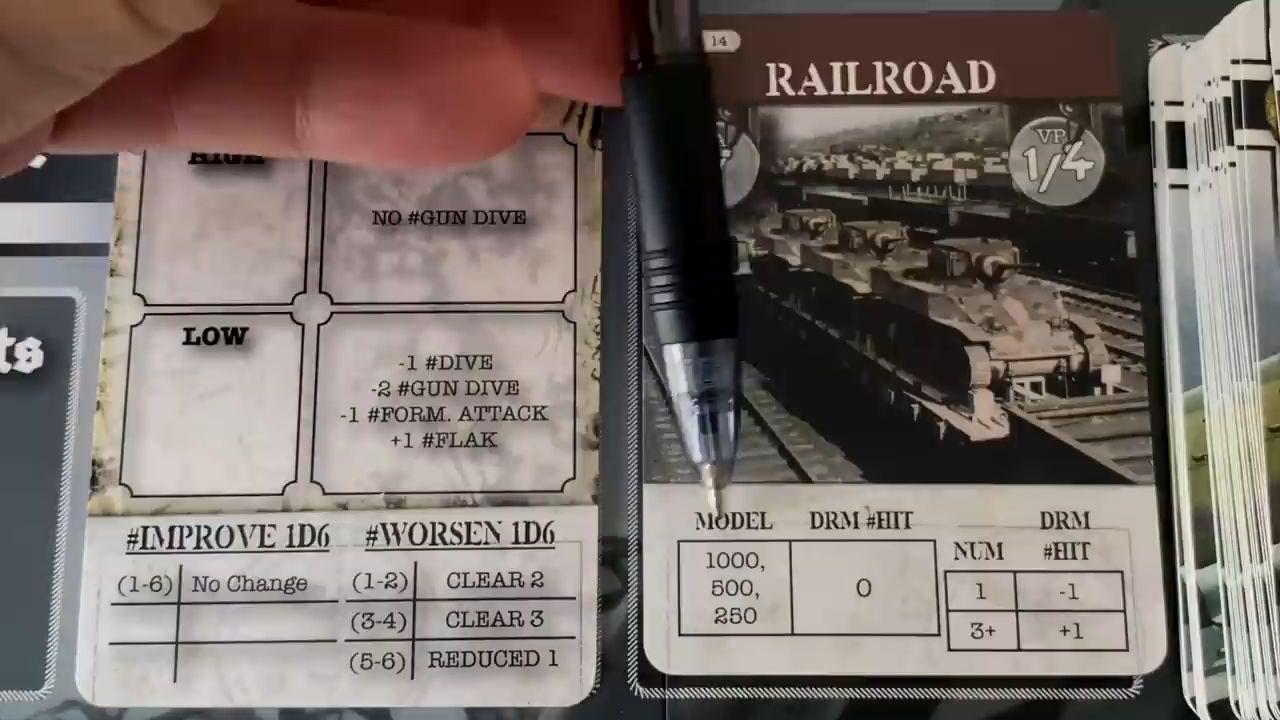 HIGH
NO #GUN DIVE
LOW
-1 #DIVE
-2 #GUN DIVE
-1 #FORM. ATTACK
+1 #FLAK
#IMPROVE 1D6 #WORSEN 1D6
(1-6) No Change (1-2) CLEAR 2
(3-4) CLEAR 3
(5-6) REDUCED 1
ts
14
RAILROAD
VP
1/4
MODEL DRM #HIT
1000,
500,
250
0
DRM
NUM #HIT
1 -1
3+ +1